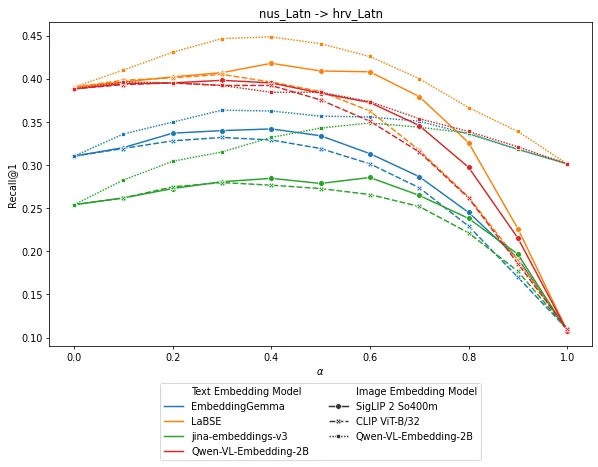 nus_Latn -> hrv_Latn
Recall@1
0.45
0.40
0.35
0.30
0.25
0.20
0.15
0.10
0.0 0.2 0.4 0.6 0.8 1.0
α
Text Embedding Model Image Embedding Model
EmbeddingGemma SigLIP 2 So400m
LaBSE CLIP ViT-B/32
jina-embeddings-v3 Qwen-VL-Embedding-2B
Qwen-VL-Embedding-2B